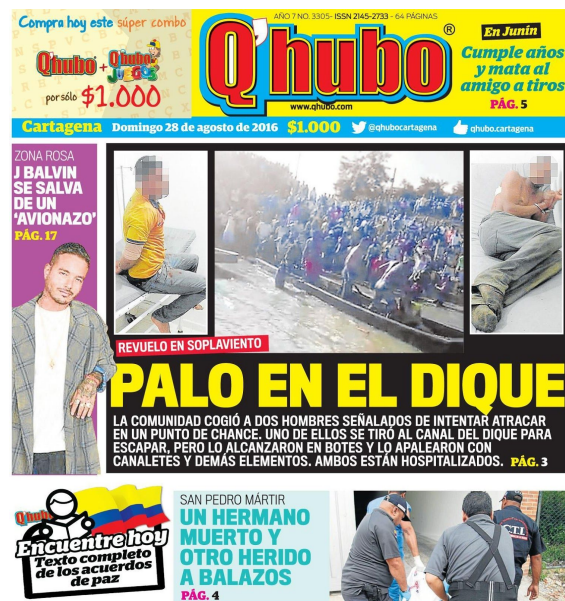 Compra hoy este súper combo
Qhubo + Qhubo JUEGOS
por sólo $1.000
AÑO 7 NO. 3305- ISSN 2145-2733 - 64 PÁGINAS
Q'hubo®
www.qhubo.com
En Junín
Cumple años
y mata al
amigo a tiros
PÁG. 5
Cartagena Domingo 28 de agosto de 2016 $1.000 @qhubocartagena qhubo.cartagena
ZONA ROSA
J BALVIN
SE SALVA
DE UN
'AVIONAZO'
PÁG. 17
REVUELO EN SOPLAVIENTO
PALO EN EL DIQUE
LA COMUNIDAD COGIÓ A DOS HOMBRES SEÑALADOS DE INTENTAR ATRACAR
EN UN PUNTO DE CHANCE. UNO DE ELLOS SE TIRÓ AL CANAL DEL DIQUE PARA
ESCAPAR, PERO LO ALCANZARON EN BOTES Y LO APALEARON CON
CANALETES Y DEMÁS ELEMENTOS. AMBOS ESTÁN HOSPITALIZADOS. PÁG. 3
Qhubo
Encuentre hoy
Texto completo
de los acuerdos
de paz
SAN PEDRO MÁRTIR
UN HERMANO
MUERTO Y
OTRO HERIDO
A BALAZOS
PÁG. 4
C.T.I.